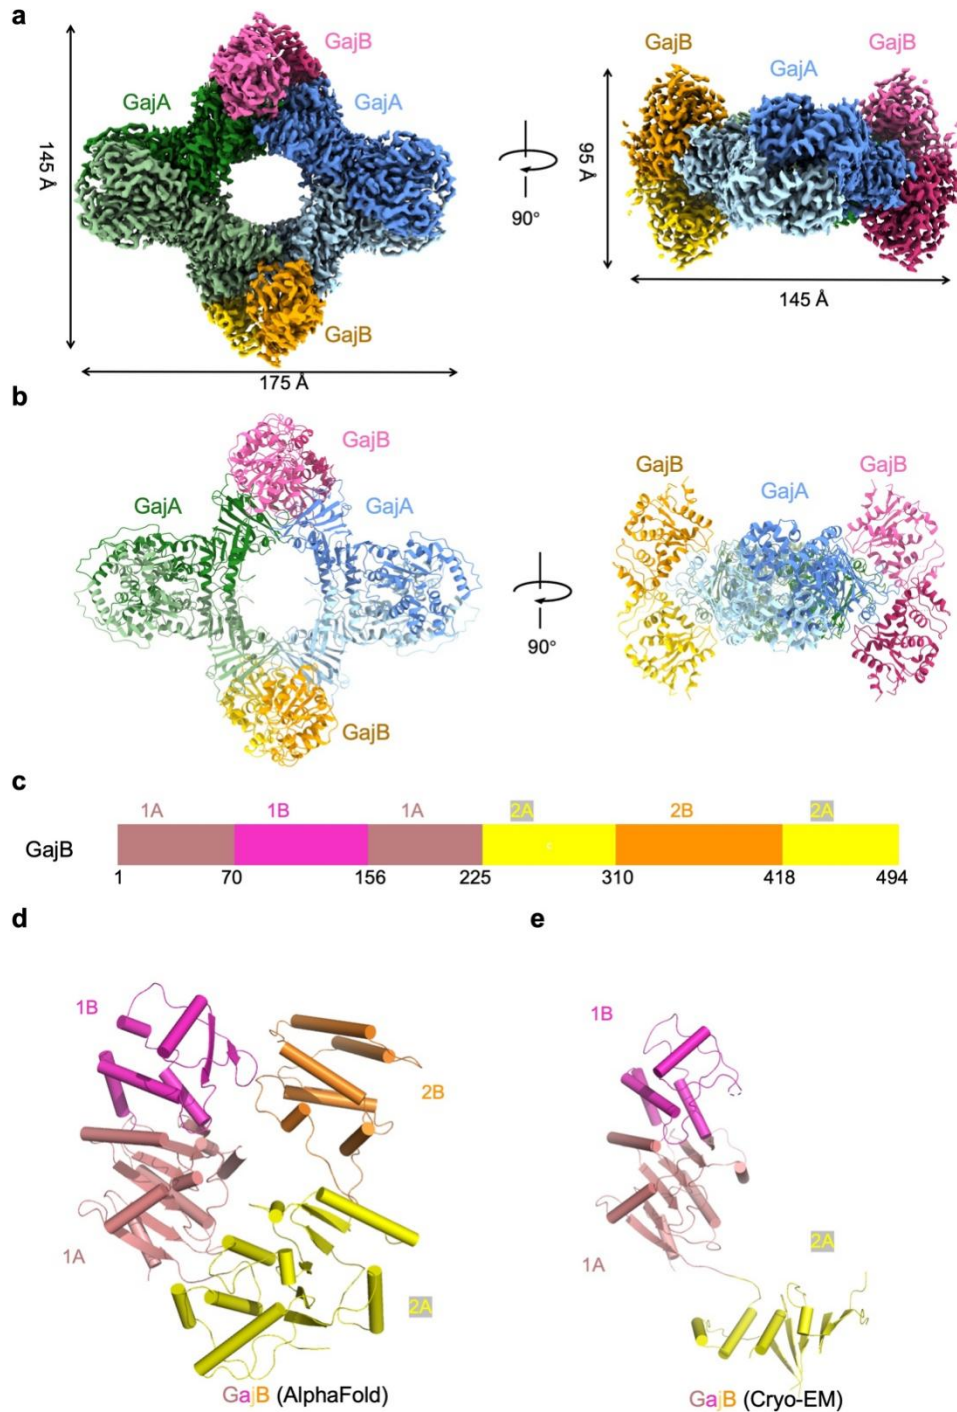 a
GajB
GajA
GajA
145 Å
GajB
175 Å
90°
GajB
GajA
GajB
95 Å
145 Å
b
GajB
GajA
GajA
GajB
90°
GajB
GajA
GajB
c
1A 1B 1A 2A 2B 2A
GajB
c
1 70 156 225 310 418 494
d
1B
2B
1A
2A
GajB (AlphaFold)
e
1B
2A
1A
GajB (Cryo-EM)